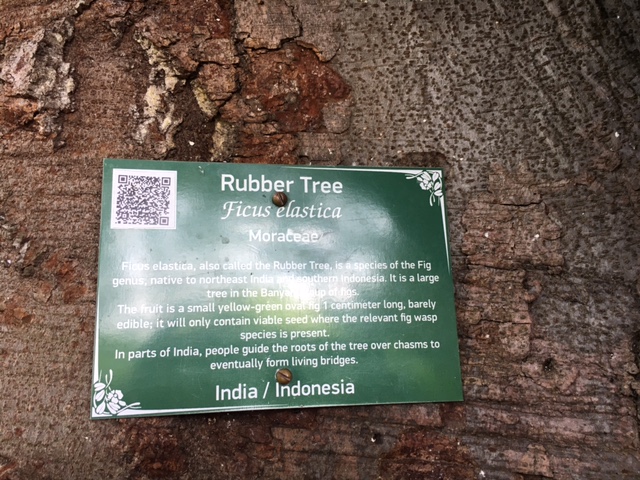 Rubber Tree
Ficus elastica
Moraceae
Ficus elastica, also called the Rubber Tree, is a species of the Fig
genus, native to northeast India and southern Indonesia. It is a large
tree in the Banyan group of figs.
The fruit is a small yellow-green oval fig 1 centimeter long, barely
edible; it will only contain viable seed where the relevant fig wasp
species is present.
In parts of India, people guide the roots of the tree over chasms to
eventually form living bridges.
India / Indonesia